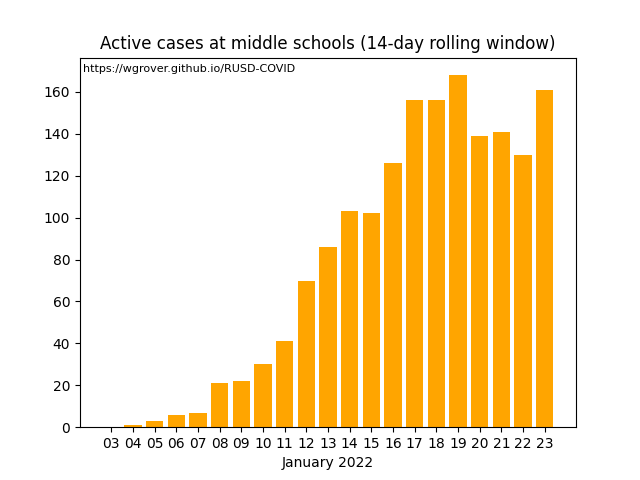 Active cases at middle schools (14-day rolling window)
https://wgrover.github.io/RUSD-COVID
160
140
120
100
80
60
40
20
0
03 04 05 06 07 08 09 10 11 12 13 14 15 16 17 18 19 20 21 22 23
January 2022